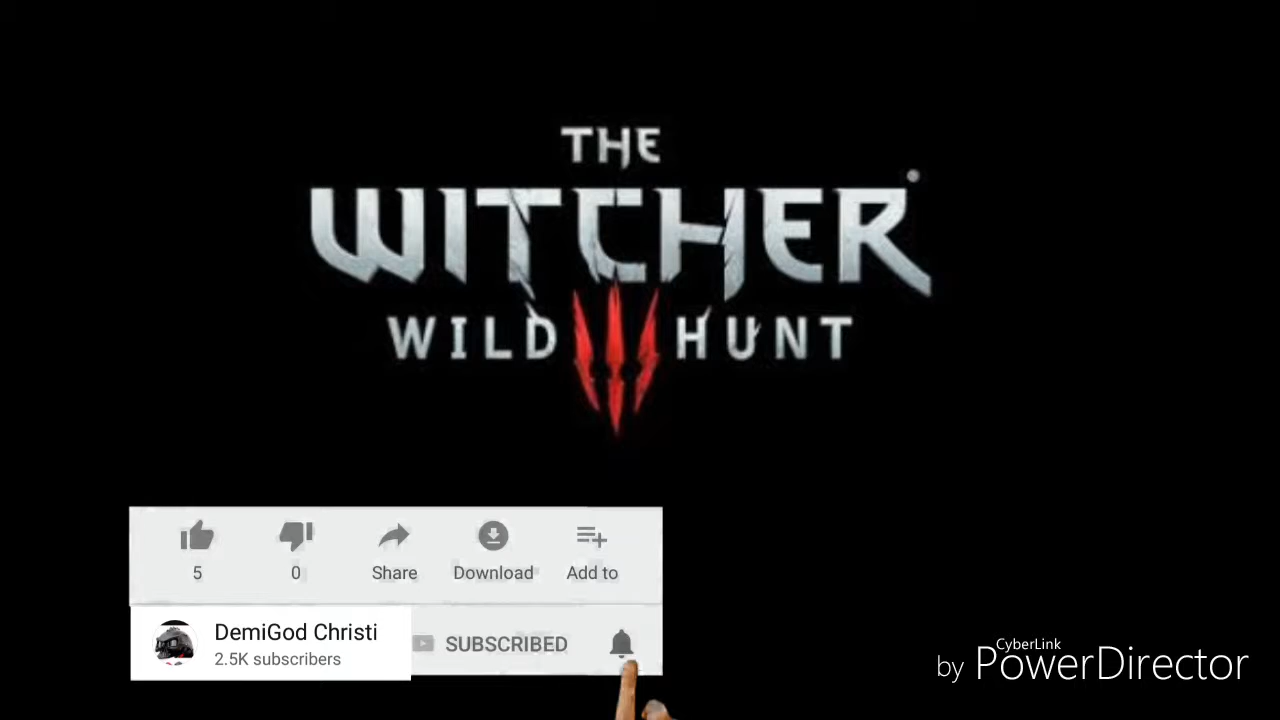 THE
WITCHER
WILD HUNT
5 0 Share Download Add to
DemiGod Christi
2.5K subscribers
SUBSCRIBED
CyberLink
by PowerDirector